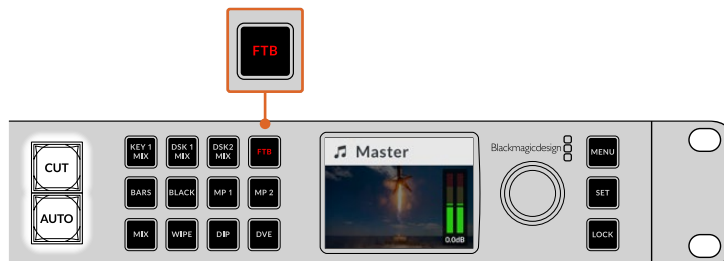 FTB
CUT
AUTO
KEY 1
MIX
DSK 1
MIX
DSK2
MIX
FTB
BARS
BLACK
MP 1
MP 2
MIX
WIPE
DIP
DVE
Master
0.0dB
Blackmagicdesign
MENU
SET
LOCK